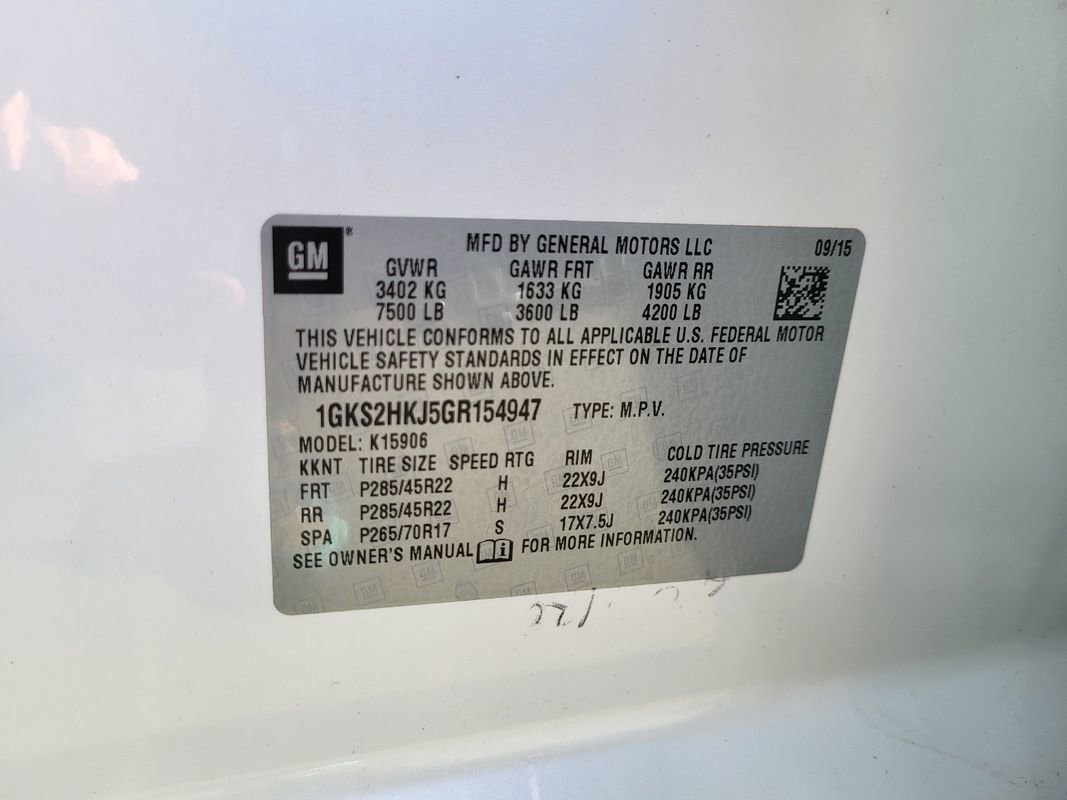 GM ® MFD BY GENERAL MOTORS LLC 09/15
GVWR GAWR FRT GAWR RR
3402 KG 1633 KG 1905 KG
7500 LB 3600 LB 4200 LB
THIS VEHICLE CONFORMS TO ALL APPLICABLE U.S. FEDERAL MOTOR
VEHICLE SAFETY STANDARDS IN EFFECT ON THE DATE OF
MANUFACTURE SHOWN ABOVE.
1GKS2HKJ5GR154947 TYPE: M.P.V.
MODEL: K15906
KKNT TIRE SIZE SPEED RTG RIM COLD TIRE PRESSURE
FRT P285/45R22 H 22X9J 240KPA(35PSI)
RR P285/45R22 H 22X9J 240KPA(35PSI)
SPA P265/70R17 S 17X7.5J 240KPA(35PSI)
SEE OWNER'S MANUAL FOR MORE INFORMATION.